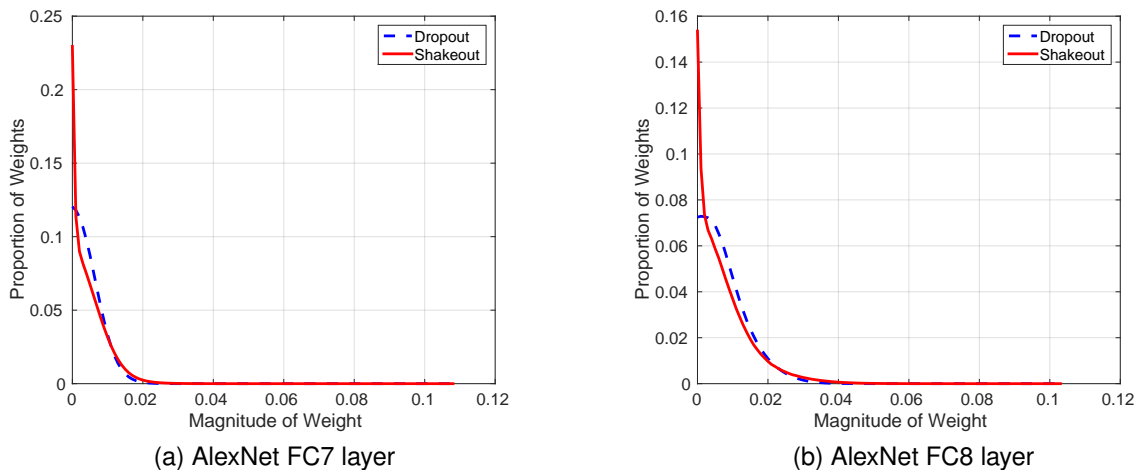 0.25
0.2
0.15
0.1
0.05
0
Proportion of Weights
0 0.02 0.04 0.06 0.08 0.1 0.12
Magnitude of Weight
Dropout
Shakeout
(a) AlexNet FC7 layer
0.16
0.14
0.12
0.1
0.08
0.06
0.04
0.02
0
Proportion of Weights
0 0.02 0.04 0.06 0.08 0.1 0.12
Magnitude of Weight
Dropout
Shakeout
(b) AlexNet FC8 layer